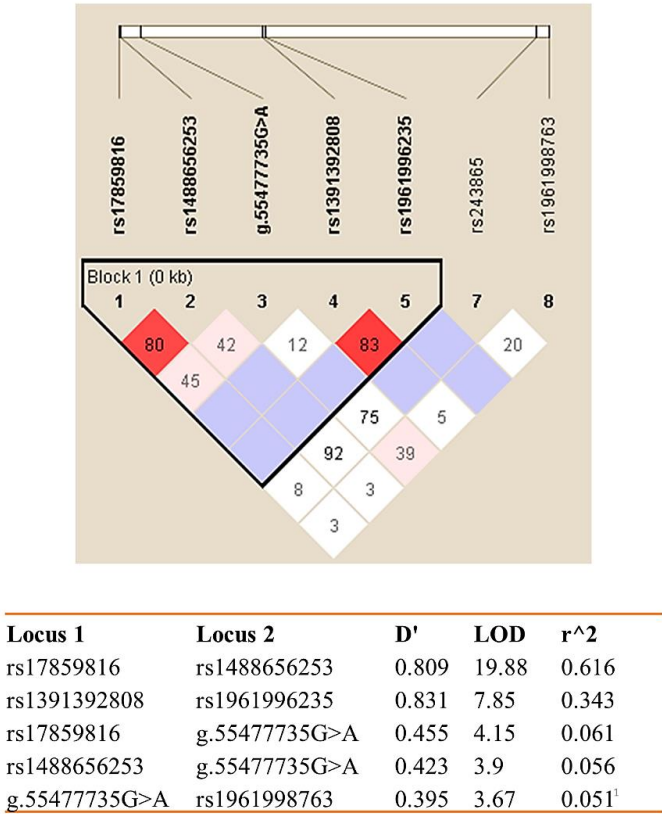 rs17859816 rs1488656253 g.55477735G>A rs1391392808 rs1961996235 rs243865 rs1961998763
Block 1 (0 kb)
1 2 3 4 5 7 8
80 42 12 83 20
45
75 5
92 39
8 3
3
Locus 1 Locus 2 D' LOD r^2
rs17859816 rs1488656253 0.809 19.88 0.616
rs1391392808 rs1961996235 0.831 7.85 0.343
rs17859816 g.55477735G>A 0.455 4.15 0.061
rs1488656253 g.55477735G>A 0.423 3.9 0.056
g.55477735G>A rs1961998763 0.395 3.67 0.051¹